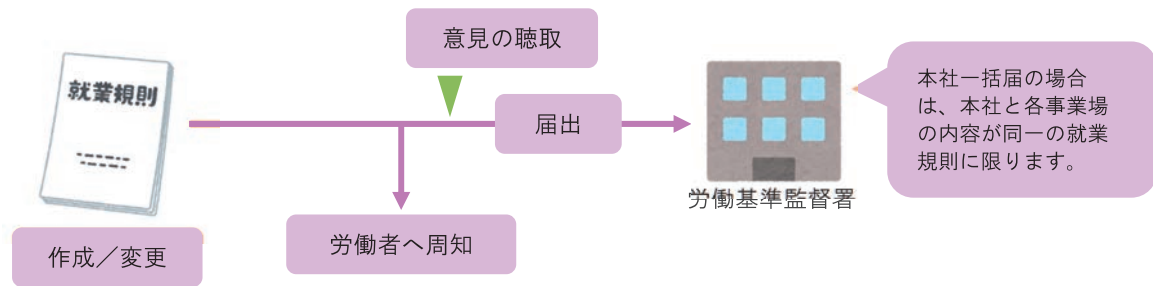 意見の聴取
就業規則
届出
本社一括届の場合
は、本社と各事業場
の内容が同一の就業
規則に限ります。
労働基準監督署
作成／変更
労働者へ周知